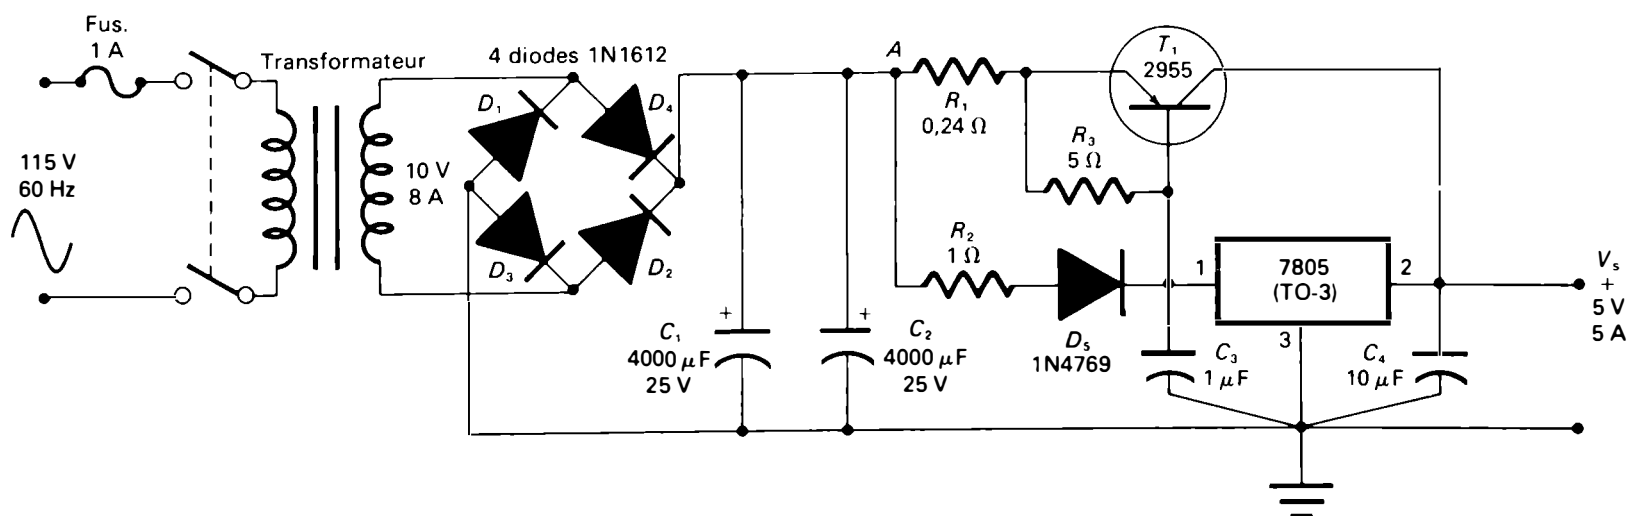 Fus.
1 A
Transformateur
115 V
60 Hz
10 V
8 A
4 diodes 1N1612
D₁
D₄
D₃
D₂
C₁
4000 µF
25 V
+
C₂
4000 µF
25 V
+
A
R₁
0,24 Ω
T₁
2955
R₃
5 Ω
R₂
1 Ω
D₅
1N4769
1
7805
(TO-3)
2
3
C₃
1 µF
C₄
10 µF
Vₛ
+
5 V
5 A